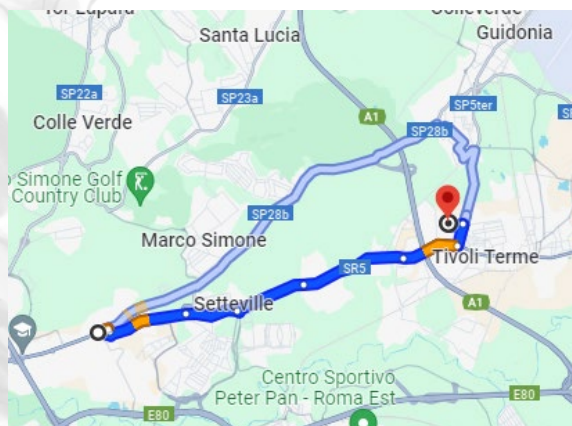 Santa Lucia
Guidonia
SP22a
SP23a
SP5ter
A1
SP28b
Colle Verde
Simone Golf
Country Club
SP28b
Marco Simone
SR5
Tivoli Terme
Setteville
A1
Centro Sportivo
Peter Pan - Roma Est
E80
E80